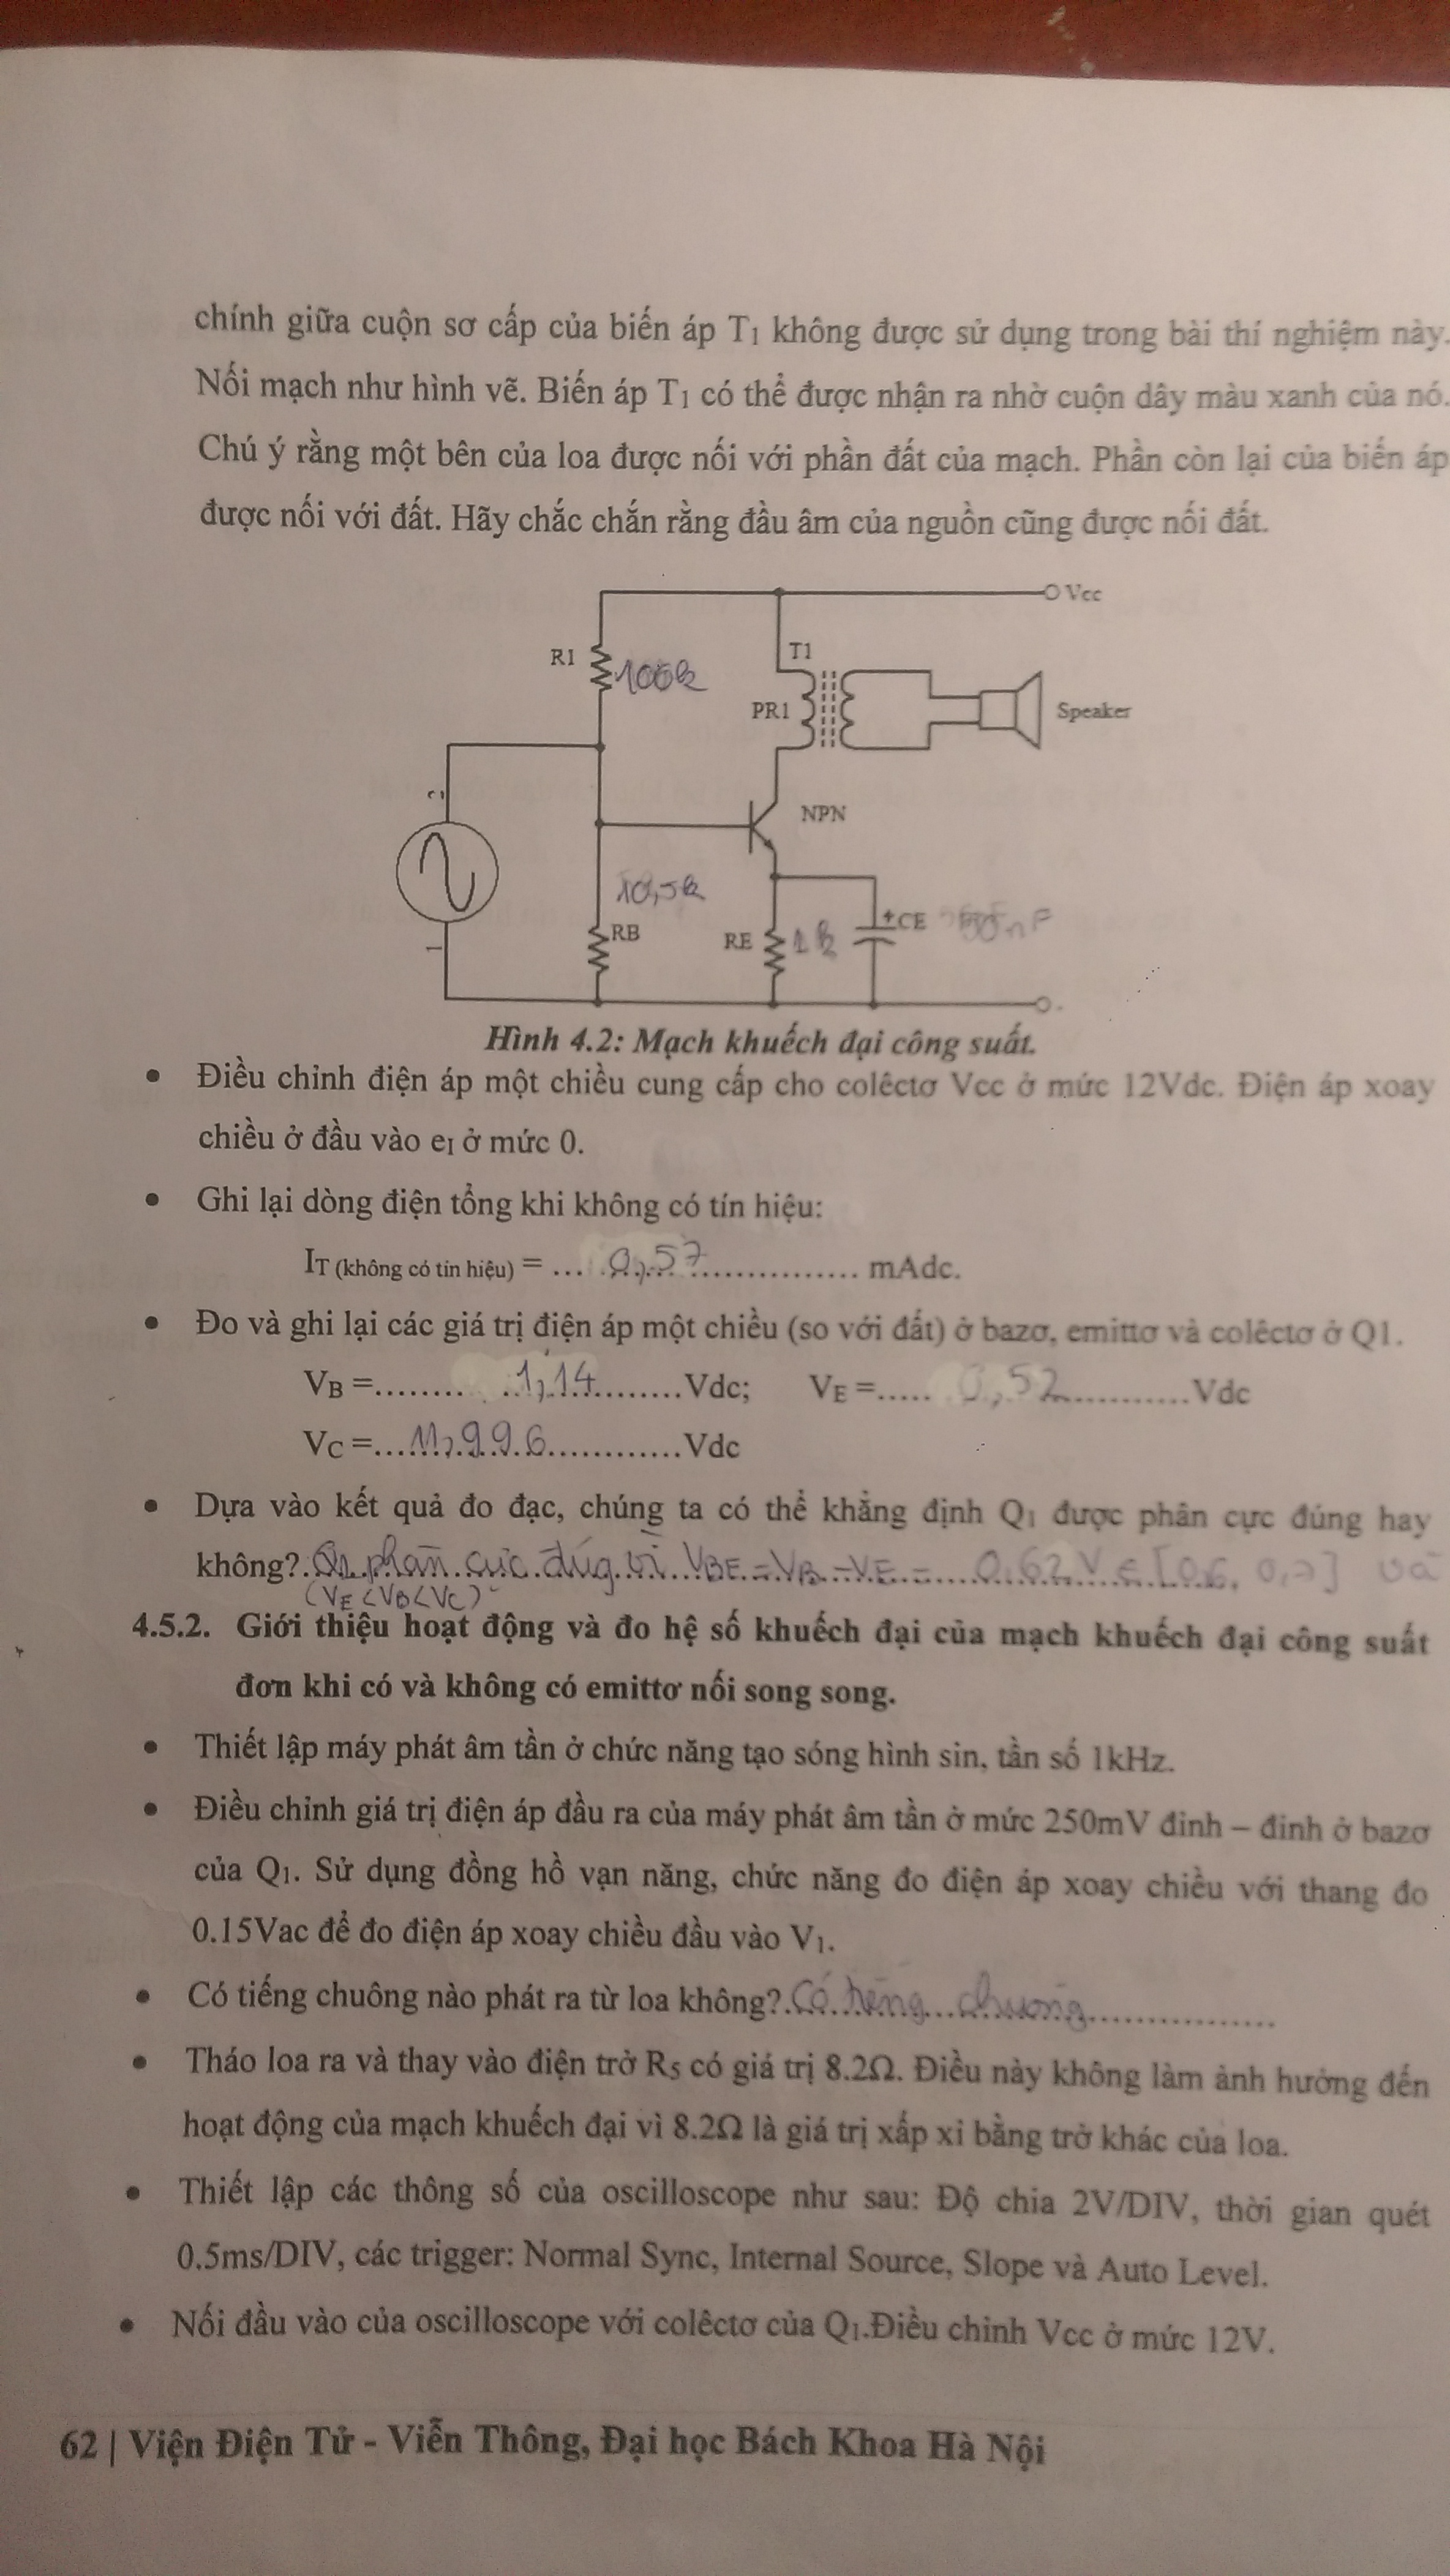 chính giữa cuộn sơ cấp của biến áp T1 không được sử dụng trong bài thí nghiệm này.
Nối mạch như hình vẽ. Biến áp T1 có thể được nhận ra nhờ cuộn dây màu xanh của nó.
Chú ý rằng một bên của loa được nối với phần đất của mạch. Phần còn lại của biến áp
được nối với đất. Hãy chắc chắn rằng đầu âm của nguồn cũng được nối đất.
Vcc
R1 100k
T1
PR1
Speaker
2
NPN
10,5k
RB
RE 1k
+CE
1
Hình 4.2: Mạch khuếch đại công suất.
• Điều chỉnh điện áp một chiều cung cấp cho colêctơ Vcc ở mức 12Vdc. Điện áp xoay
chiều ở đầu vào eI ở mức 0.
• Ghi lại dòng điện tổng khi không có tín hiệu:
IT (không có tín hiệu) = ... 0,57 ................ mAdc.
• Đo và ghi lại các giá trị điện áp một chiều (so với đất) ở bazơ, emittơ và colêctơ ở Q1.
VB =........ 1,14 ........Vdc; VE =..... 0,52 ............Vdc
VC =....11,996............Vdc
• Dựa vào kết quả đo đạc, chúng ta có thể khẳng định Q1 được phân cực đúng hay
không?. Q1 phân cực đúng vì VBE = VB - VE = 0,62V ∈ [0,6, 0,7] và
(VE < VB < VC)
4.5.2. Giới thiệu hoạt động và đo hệ số khuếch đại của mạch khuếch đại công suất
đơn khi có và không có emittơ nối song song.
• Thiết lập máy phát âm tần ở chức năng tạo sóng hình sin, tần số 1kHz.
• Điều chỉnh giá trị điện áp đầu ra của máy phát âm tần ở mức 250mV đỉnh – đỉnh ở bazơ
của Q1. Sử dụng đồng hồ vạn năng, chức năng đo điện áp xoay chiều với thang đo
0.15Vac để đo điện áp xoay chiều đầu vào V1.
• Có tiếng chuông nào phát ra từ loa không?. Có tiếng chuông................
• Tháo loa ra và thay vào điện trở R5 có giá trị 8.2Ω. Điều này không làm ảnh hưởng đến
hoạt động của mạch khuếch đại vì 8.2Ω là giá trị xấp xỉ bằng trở khác của loa.
• Thiết lập các thông số của oscilloscope như sau: Độ chia 2V/DIV, thời gian quét
0.5ms/DIV, các trigger: Normal Sync, Internal Source, Slope và Auto Level.
• Nối đầu vào của oscilloscope với colêctơ của Q1.Điều chỉnh Vcc ở mức 12V.
62 | Viện Điện Tử - Viễn Thông, Đại học Bách Khoa Hà Nội